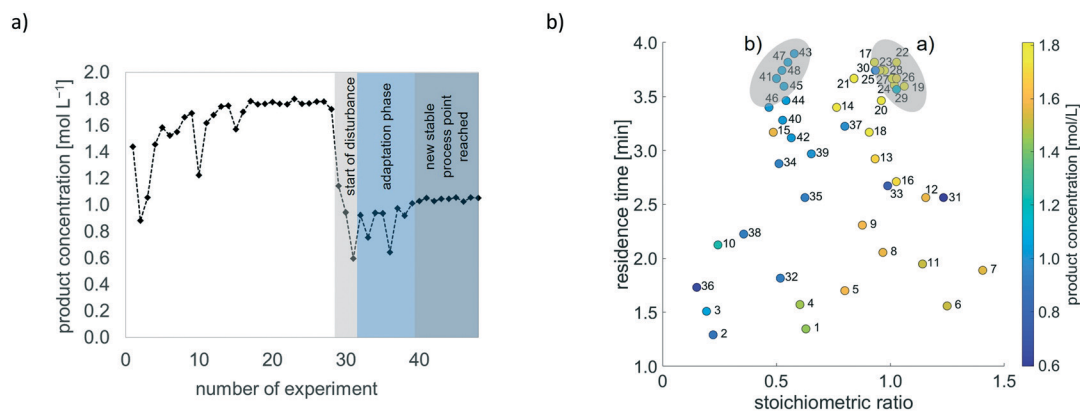 a)
product concentration [mol L⁻¹]
2.0
1.8
1.6
1.4
1.2
1.0
0.8
0.6
0.4
0.2
0.0
0 10 20 30 40
number of experiment
start of disturbance
adaptation phase
new stable
process point
reached
b)
residence time [min]
4.0
3.5
3.0
2.5
2.0
1.5
1.0
0 0.5 1.0 1.5
stoichiometric ratio
b)
a)
47 43 17 22
48 30 23 28
41 45 21 25 27 26
24 19
46 44 20 29
14
40
15 42 37 18
34 39 13
16
35 33 12 31
9
38
10 8
11 7
36 32 5
3 4 6
2 1
1.8
1.6
1.4
1.2
1.0
0.8
0.6
product concentration [mol/L]